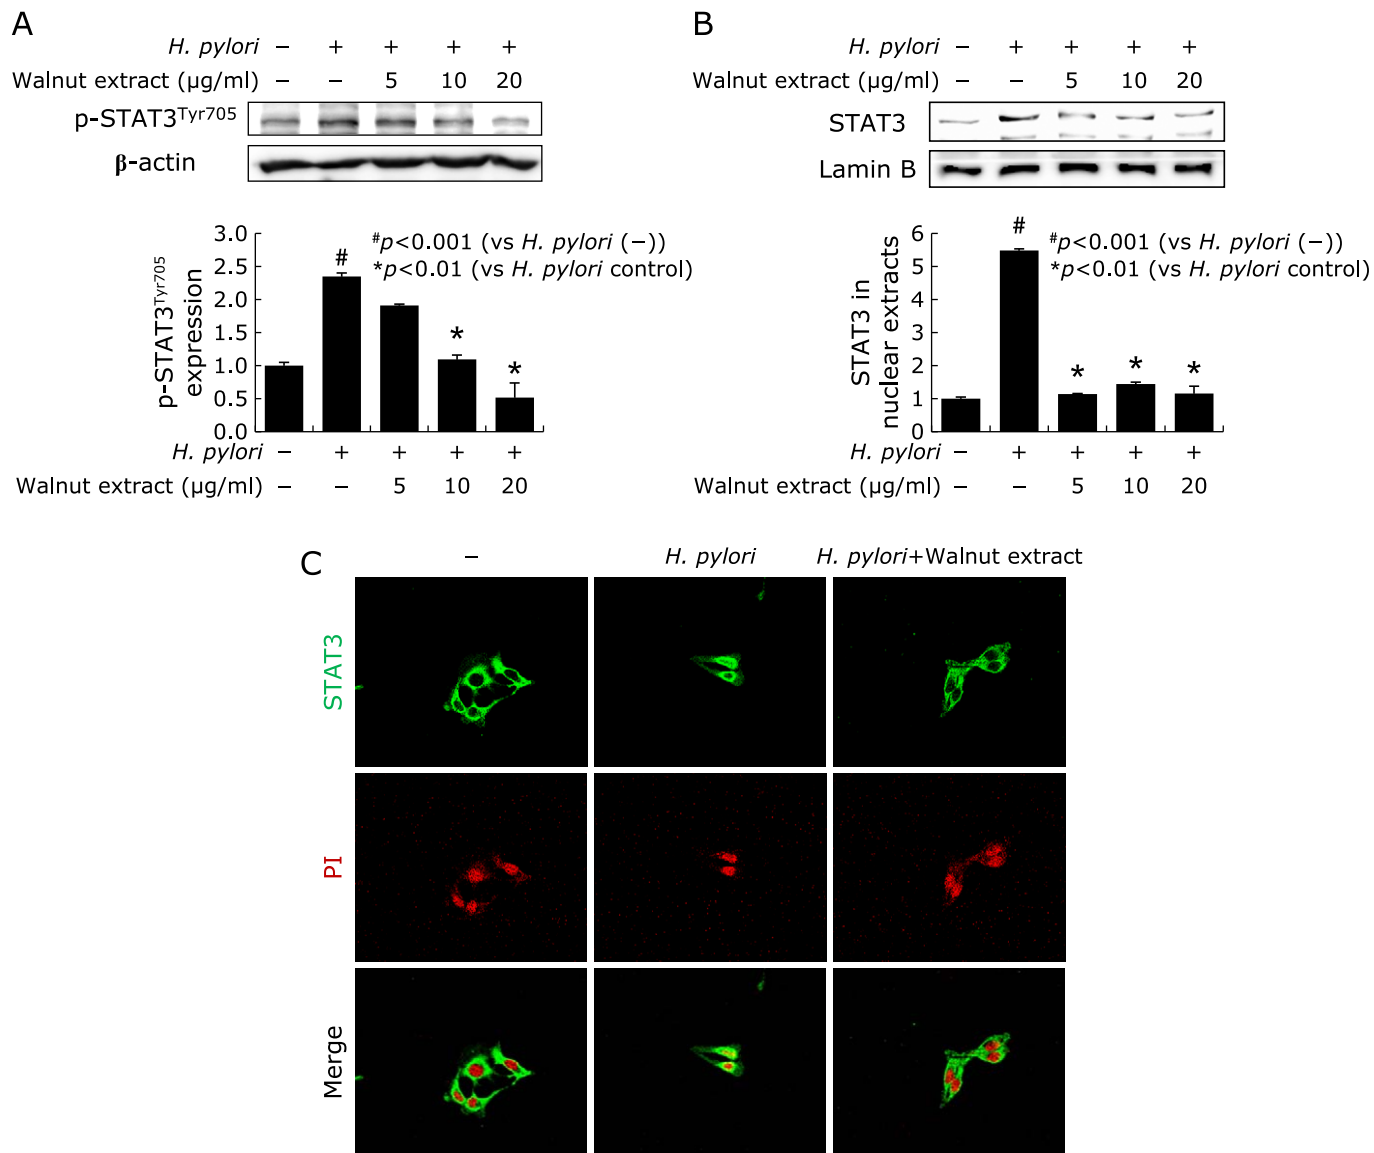 A
H. pylori − + + + +
Walnut extract (µg/ml) − − 5 10 20
p-STAT3Tyr705
β-actin
3.0
2.5
2.0
1.5
1.0
0.5
0.0
p-STAT3Tyr705
expression
#p<0.001 (vs H. pylori (−))
*p<0.01 (vs H. pylori control)
#
*
*
H. pylori − + + + +
Walnut extract (µg/ml) − − 5 10 20
B
H. pylori − + + + +
Walnut extract (µg/ml) − − 5 10 20
STAT3
Lamin B
6
5
4
3
2
1
0
STAT3 in
nuclear extracts
#p<0.001 (vs H. pylori (−))
*p<0.01 (vs H. pylori control)
#
* * *
H. pylori − + + + +
Walnut extract (µg/ml) − − 5 10 20
C
− H. pylori H. pylori+Walnut extract
STAT3
PI
Merge